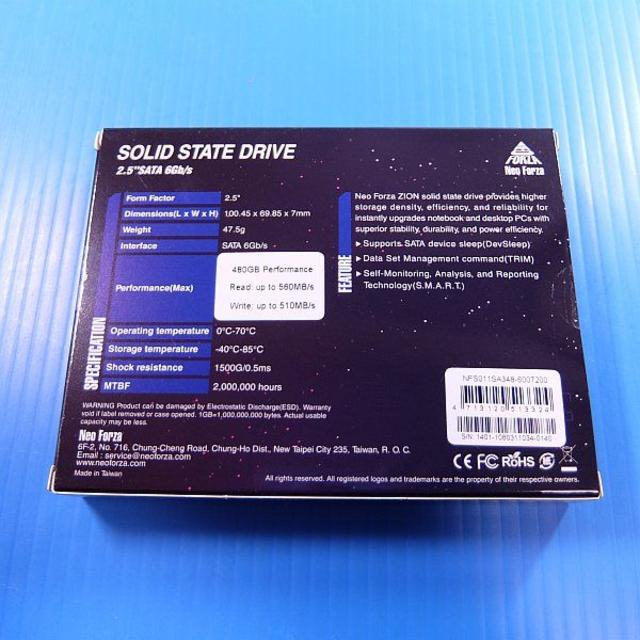 SOLID STATE DRIVE
2.5"SATA 6Gb/s
FORZA
Neo Forza
SPECIFICATION
Form Factor 2.5"
Dimensions(L x W x H) 100.45 x 69.85 x 7mm
Weight 47.5g
Interface SATA 6Gb/s
Performance(Max)
480GB Performance
Read: up to 560MB/s
Write: up to 510MB/s
Operating temperature 0°C-70°C
Storage temperature -40°C-85°C
Shock resistance 1500G/0.5ms
MTBF 2,000,000 hours
FEATURE
Neo Forza ZION solid state drive provides higher
storage density, efficiency, and reliability for
instantly upgrades notebook and desktop PCs with
superior stability, durability, and power efficiency.
▶ Supports SATA device sleep(DevSleep)
▶ Data Set Management command(TRIM)
▶ Self-Monitoring, Analysis, and Reporting
Technology(S.M.A.R.T.)
WARNING Product can be damaged by Electrostatic Discharge(ESD). Warranty
void if label removed or case opened. 1GB=1,000,000,000 bytes. Actual usable
capacity may be less.
Neo Forza
6F-2, No. 716, Chung-Cheng Road, Chung-Ho Dist., New Taipei City 235, Taiwan, R. O. C.
Email : service@neoforza.com
www.neoforza.com
Made in Taiwan
NFS011SA348-6007200
4 713120 513324
S/N: 1401-1060311034-0140
CE FC RoHS
All rights reserved. All registered logos and trademarks are the property of their respective owners.